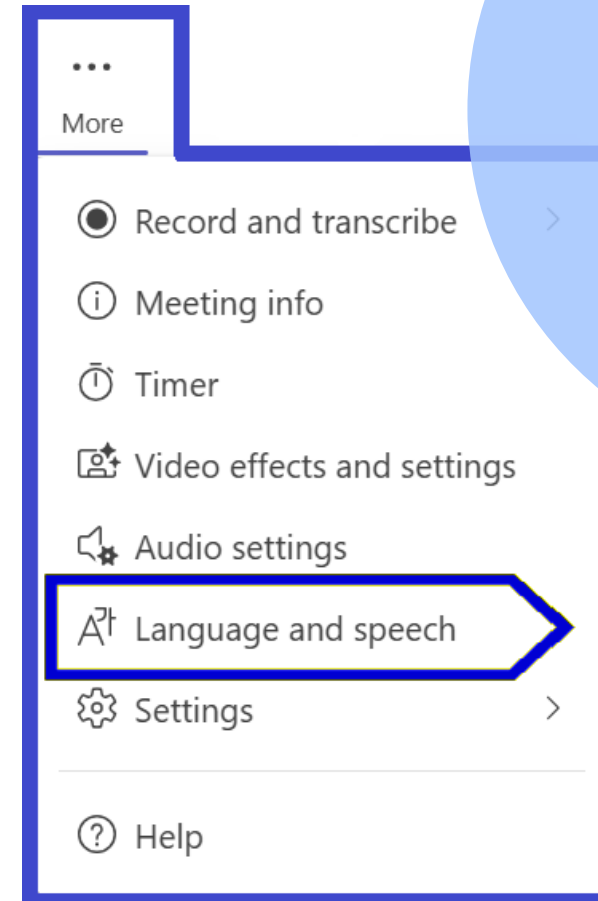 More
Record and transcribe
Meeting info
Timer
Video effects and settings
Audio settings
Language and speech
Settings
Help